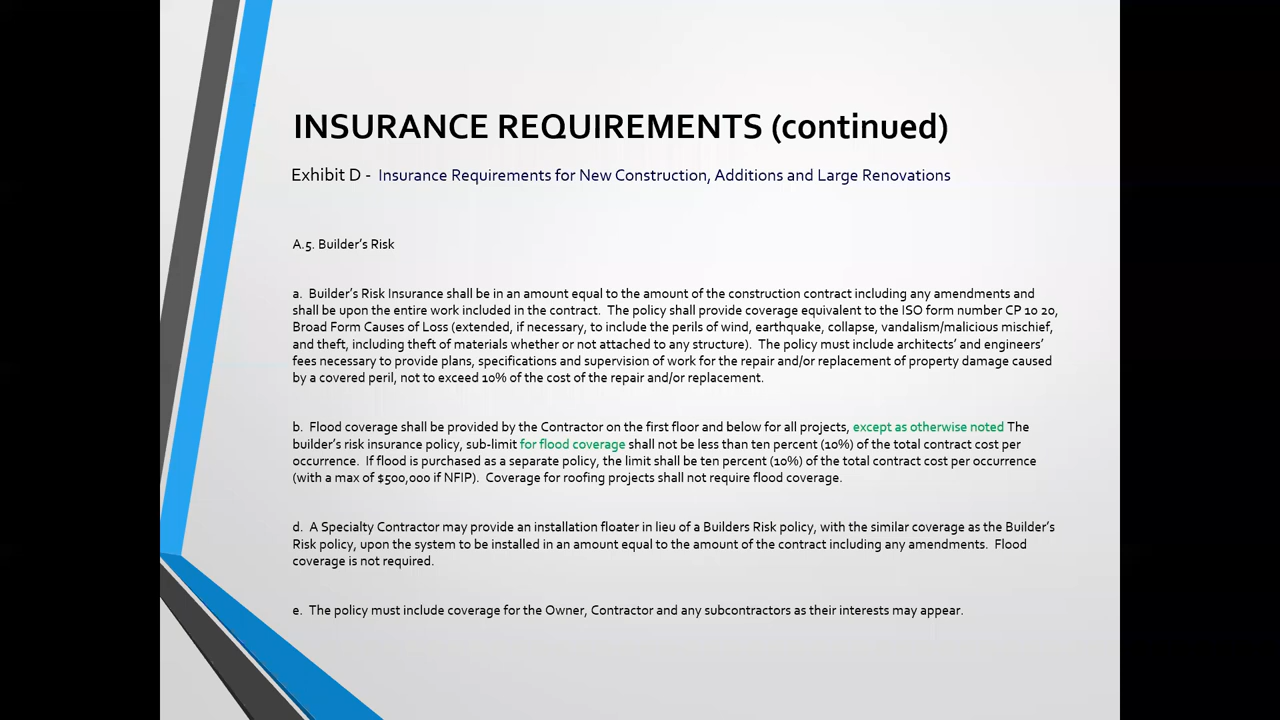 INSURANCE REQUIREMENTS (continued)
Exhibit D - Insurance Requirements for New Construction, Additions and Large Renovations
A.5. Builder's Risk
a. Builder's Risk Insurance shall be in an amount equal to the amount of the construction contract including any amendments and
shall be upon the entire work included in the contract. The policy shall provide coverage equivalent to the ISO form number CP 10 20,
Broad Form Causes of Loss (extended, if necessary, to include the perils of wind, earthquake, collapse, vandalism/malicious mischief,
and theft, including theft of materials whether or not attached to any structure). The policy must include architects' and engineers'
fees necessary to provide plans, specifications and supervision of work for the repair and/or replacement of property damage caused
by a covered peril, not to exceed 10% of the cost of the repair and/or replacement.
b. Flood coverage shall be provided by the Contractor on the first floor and below for all projects, except as otherwise noted The
builder's risk insurance policy, sub-limit for flood coverage shall not be less than ten percent (10%) of the total contract cost per
occurrence. If flood is purchased as a separate policy, the limit shall be ten percent (10%) of the total contract cost per occurrence
(with a max of $500,000 if NFIP). Coverage for roofing projects shall not require flood coverage.
d. A Specialty Contractor may provide an installation floater in lieu of a Builders Risk policy, with the similar coverage as the Builder's
Risk policy, upon the system to be installed in an amount equal to the amount of the contract including any amendments. Flood
coverage is not required.
e. The policy must include coverage for the Owner, Contractor and any subcontractors as their interests may appear.